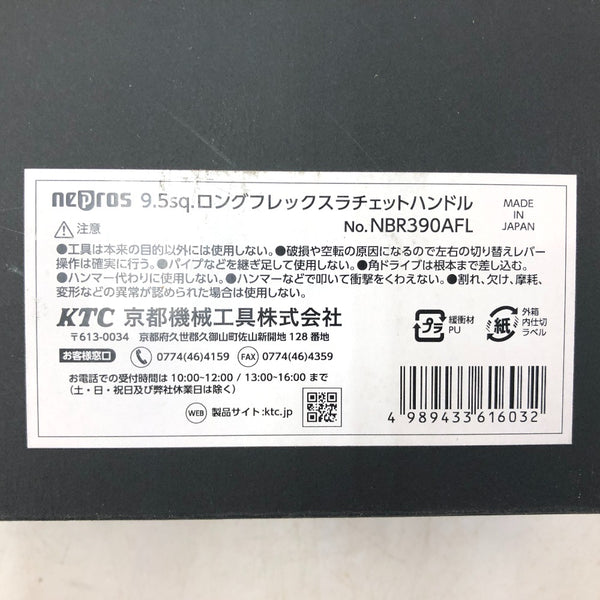 nepros 9.5sq.ロングフレックスラチェットハンドル
MADE IN JAPAN
⚠注意
No.NBR390AFL
●工具は本来の目的以外には使用しない。●破損や空転の原因になるので左右の切り替えレバー
操作は確実に行う。●パイプなどを継ぎ足して使用しない。●角ドライブは根本まで差し込む。
●ハンマー代わりに使用しない。●ハンマーなどで叩いて衝撃をくわえない。●割れ、欠け、摩耗、
変形などの異常が認められた場合は使用しない。
KTC 京都機械工具株式会社
〒613-0034 京都府久世郡久御山町佐山新開地 128 番地
お客様窓口 0774(46)4159 FAX 0774(46)4359
お電話での受付時間は 10:00~12:00 / 13:00~16:00 まで
(土・日・祝日及び弊社休業日は除く)
WEB 製品サイト:ktc.jp
プラ 緩衝材 PU
紙 外箱 内仕切 ラベル
4 989433 616032